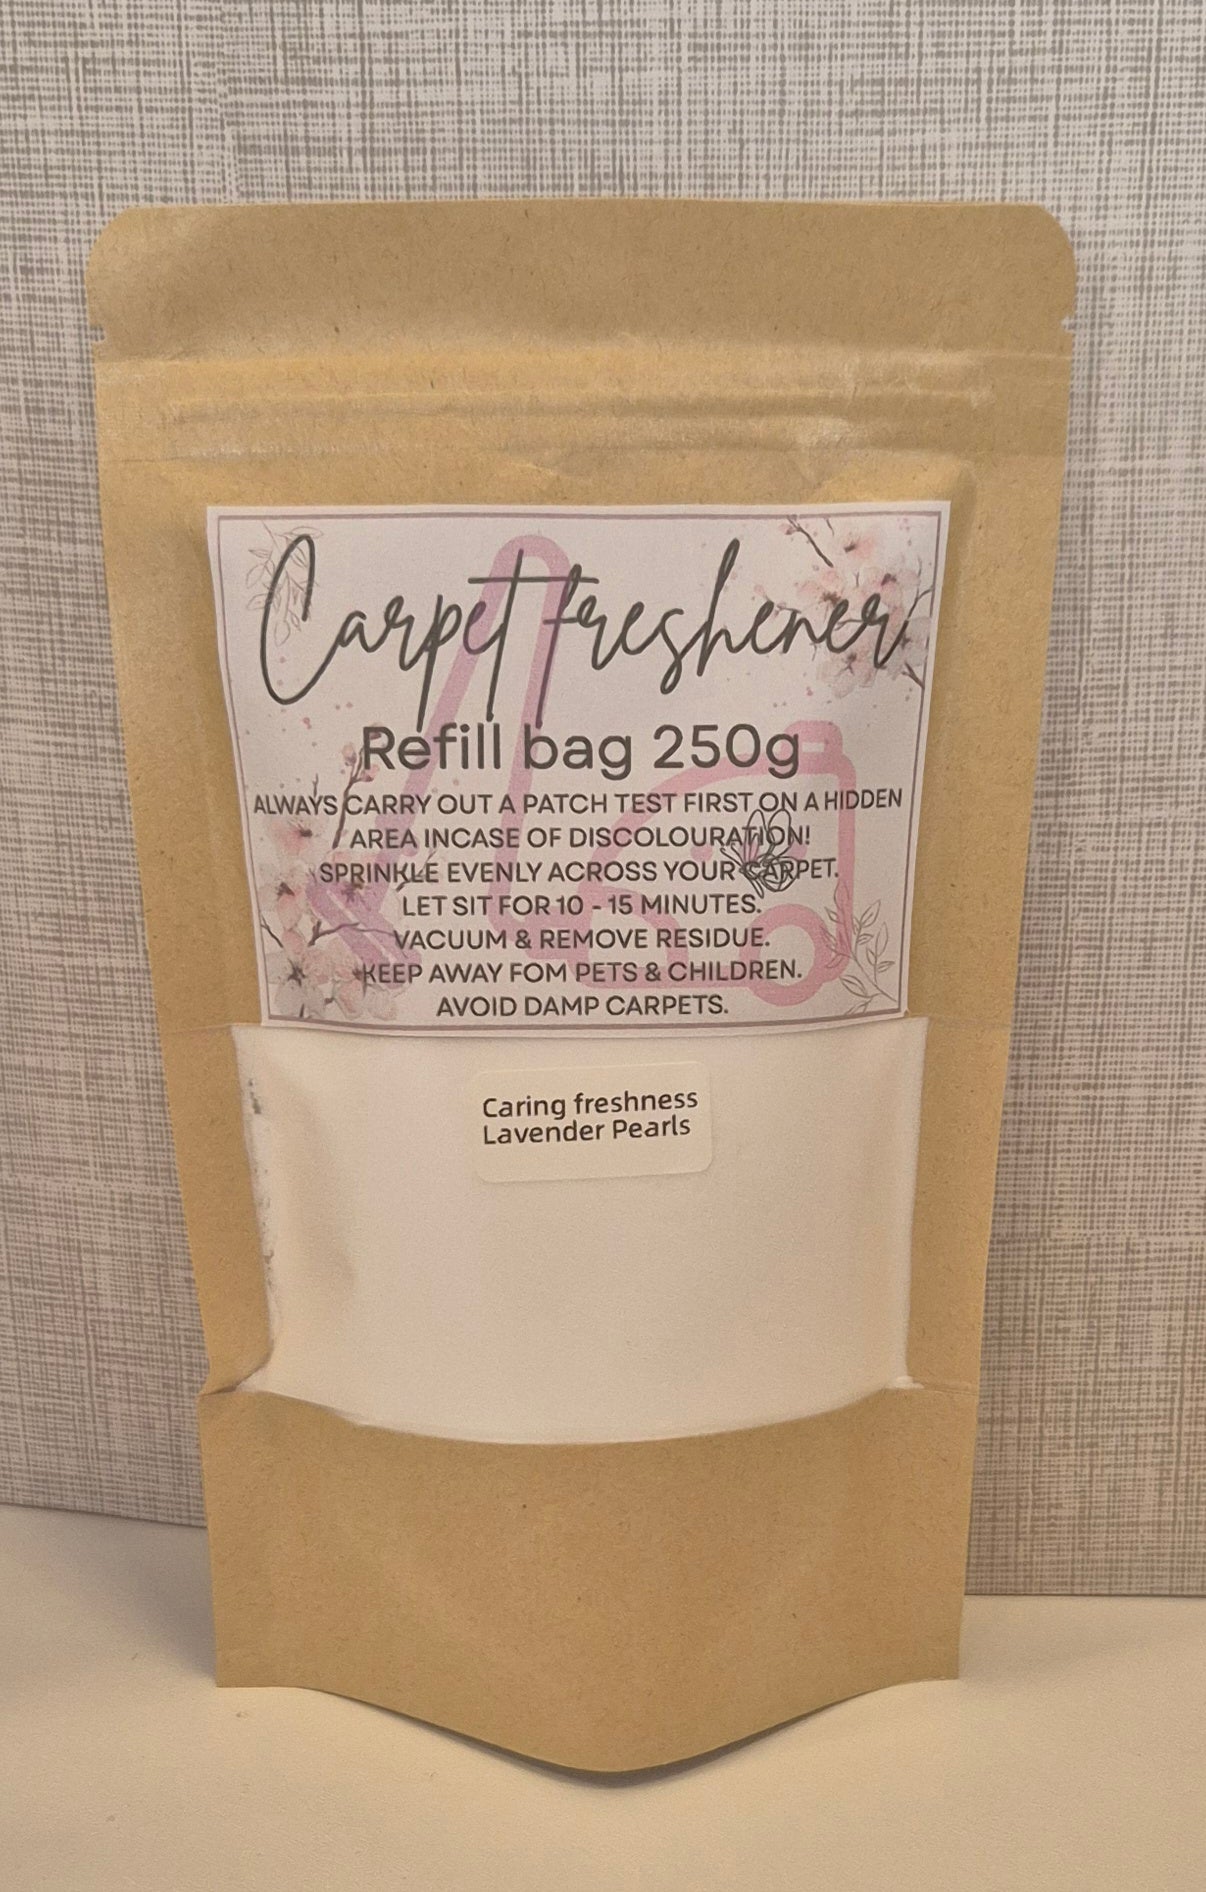 Carpet freshener
Refill bag 250g
ALWAYS CARRY OUT A PATCH TEST FIRST ON A HIDDEN
AREA INCASE OF DISCOLOURATION!
SPRINKLE EVENLY ACROSS YOUR CARPET.
LET SIT FOR 10 - 15 MINUTES.
VACUUM & REMOVE RESIDUE.
KEEP AWAY FOM PETS & CHILDREN.
AVOID DAMP CARPETS.
Caring freshness
Lavender Pearls